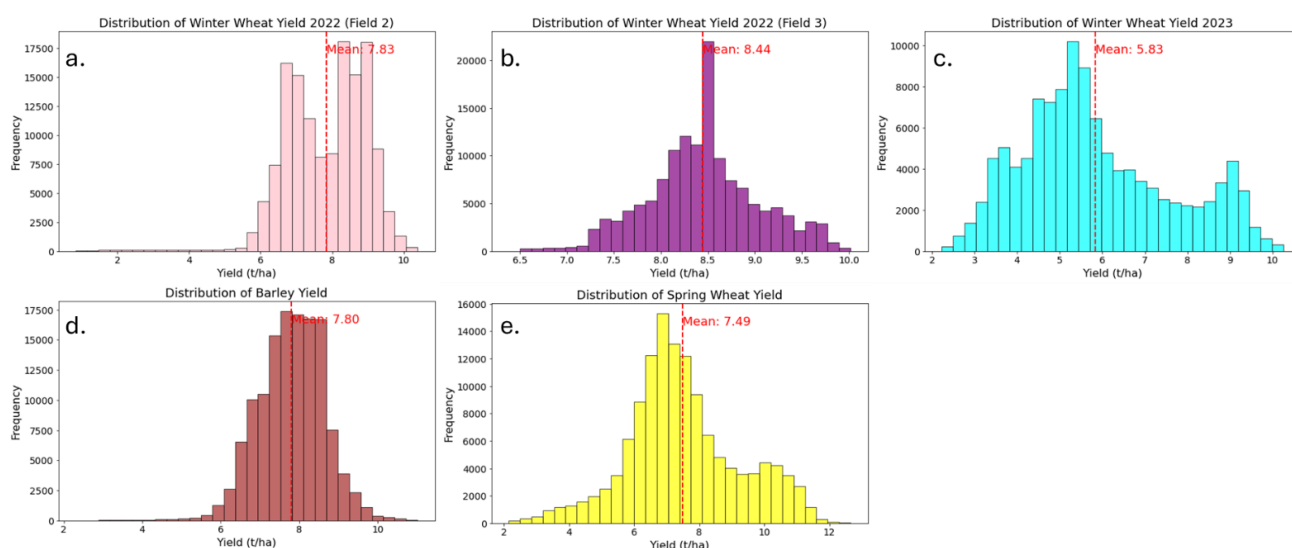 Distribution of Winter Wheat Yield 2022 (Field 2)
a.
Mean: 7.83
17500
15000
12500
10000
7500
5000
2500
0
Frequency
2 4 6 8 10
Yield (t/ha)
Distribution of Winter Wheat Yield 2022 (Field 3)
b.
Mean: 8.44
20000
15000
10000
5000
0
Frequency
6.5 7.0 7.5 8.0 8.5 9.0 9.5 10.0
Yield (t/ha)
Distribution of Winter Wheat Yield 2023
c.
Mean: 5.83
10000
8000
6000
4000
2000
0
Frequency
2 3 4 5 6 7 8 9 10
Yield (t/ha)
Distribution of Barley Yield
d.
Mean: 7.80
17500
15000
12500
10000
7500
5000
2500
0
Frequency
2 4 6 8 10
Yield (t/ha)
Distribution of Spring Wheat Yield
e.
Mean: 7.49
16000
14000
12000
10000
8000
6000
4000
2000
0
Frequency
2 4 6 8 10 12
Yield (t/ha)